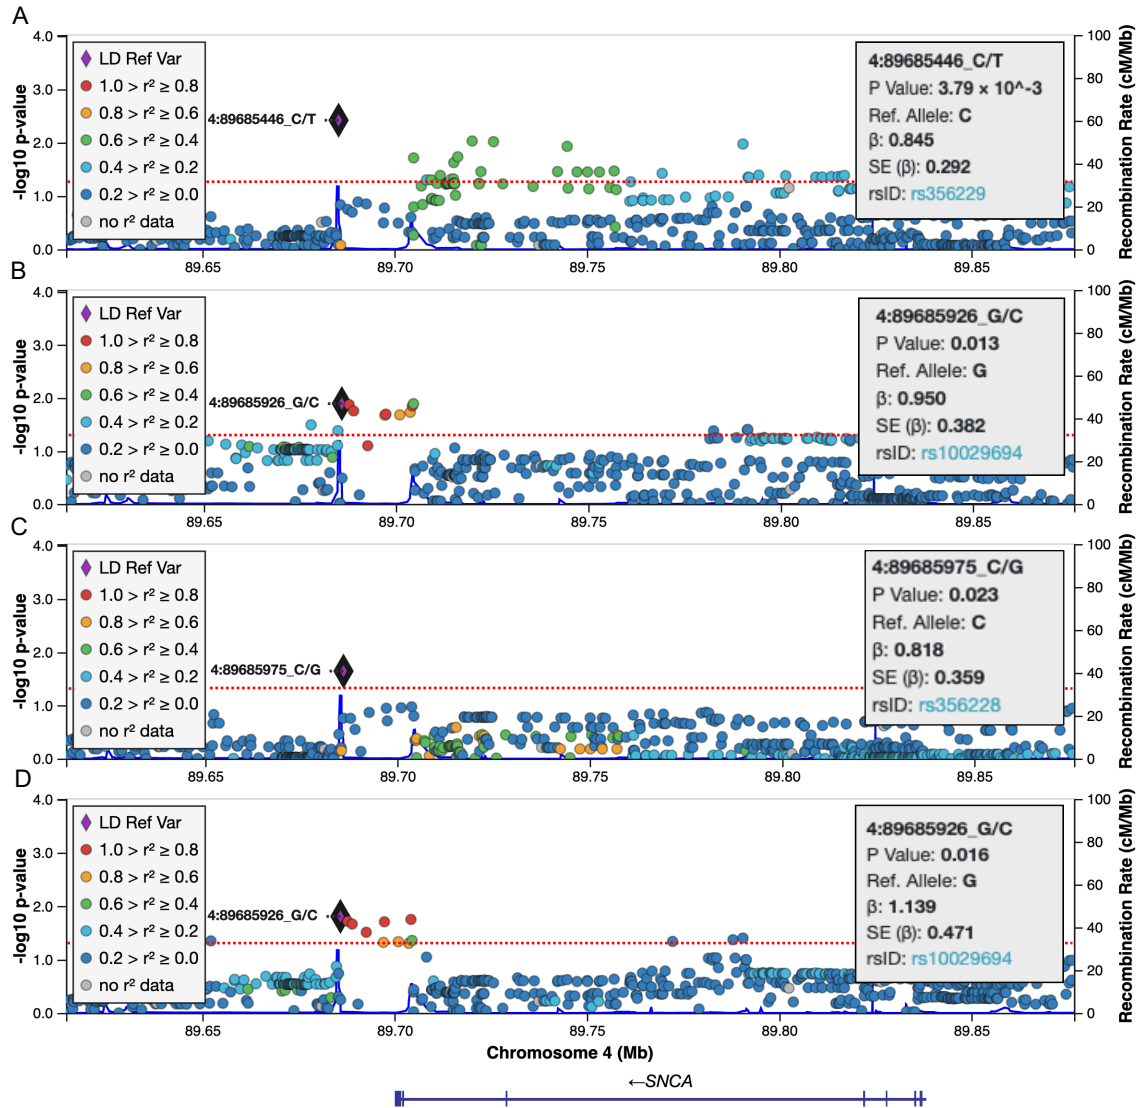 A
4.0
3.0
2.0
1.0
0.0
-log10 p-value
LD Ref Var
1.0 > r² ≥ 0.8
0.8 > r² ≥ 0.6
0.6 > r² ≥ 0.4
0.4 > r² ≥ 0.2
0.2 > r² ≥ 0.0
no r² data
4:89685446_C/T
4:89685446_C/T
P Value: 3.79 × 10^-3
Ref. Allele: C
β: 0.845
SE (β): 0.292
rsID: rs356229
100
80
60
40
20
0
Recombination Rate (cM/Mb)
89.65
89.70
89.75
89.80
89.85
B
4.0
3.0
2.0
1.0
0.0
-log10 p-value
LD Ref Var
1.0 > r² ≥ 0.8
0.8 > r² ≥ 0.6
0.6 > r² ≥ 0.4
0.4 > r² ≥ 0.2
0.2 > r² ≥ 0.0
no r² data
4:89685926_G/C
4:89685926_G/C
P Value: 0.013
Ref. Allele: G
β: 0.950
SE (β): 0.382
rsID: rs10029694
100
80
60
40
20
0
Recombination Rate (cM/Mb)
89.65
89.70
89.75
89.80
89.85
C
4.0
3.0
2.0
1.0
0.0
-log10 p-value
LD Ref Var
1.0 > r² ≥ 0.8
0.8 > r² ≥ 0.6
0.6 > r² ≥ 0.4
0.4 > r² ≥ 0.2
0.2 > r² ≥ 0.0
no r² data
4:89685975_C/G
4:89685975_C/G
P Value: 0.023
Ref. Allele: C
β: 0.818
SE (β): 0.359
rsID: rs356228
100
80
60
40
20
0
Recombination Rate (cM/Mb)
89.65
89.70
89.75
89.80
89.85
D
4.0
3.0
2.0
1.0
0.0
-log10 p-value
LD Ref Var
1.0 > r² ≥ 0.8
0.8 > r² ≥ 0.6
0.6 > r² ≥ 0.4
0.4 > r² ≥ 0.2
0.2 > r² ≥ 0.0
no r² data
4:89685926_G/C
4:89685926_G/C
P Value: 0.016
Ref. Allele: G
β: 1.139
SE (β): 0.471
rsID: rs10029694
100
80
60
40
20
0
Recombination Rate (cM/Mb)
89.65
89.70
89.75
89.80
89.85
Chromosome 4 (Mb)
←SNCA